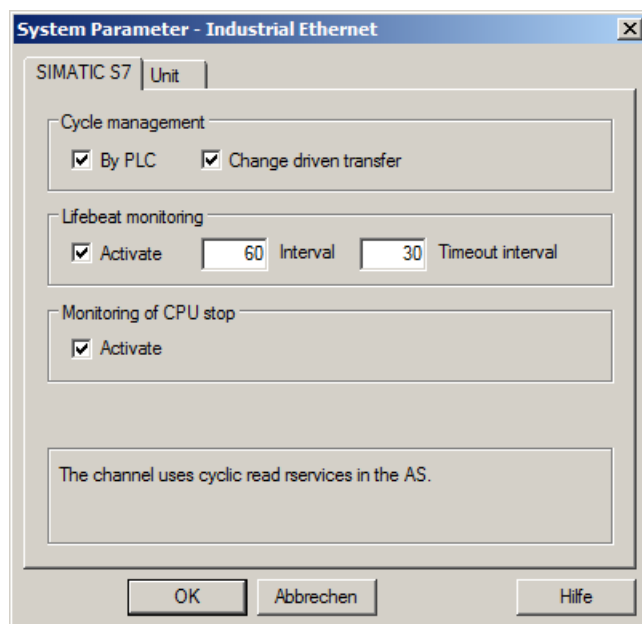 System Parameter - Industrial Ethernet
SIMATIC S7 Unit
Cycle management
By PLC Change driven transfer
Lifebeat monitoring
Activate 60 Interval 30 Timeout interval
Monitoring of CPU stop
Activate
The channel uses cyclic read rservices in the AS.
OK Abbrechen Hilfe